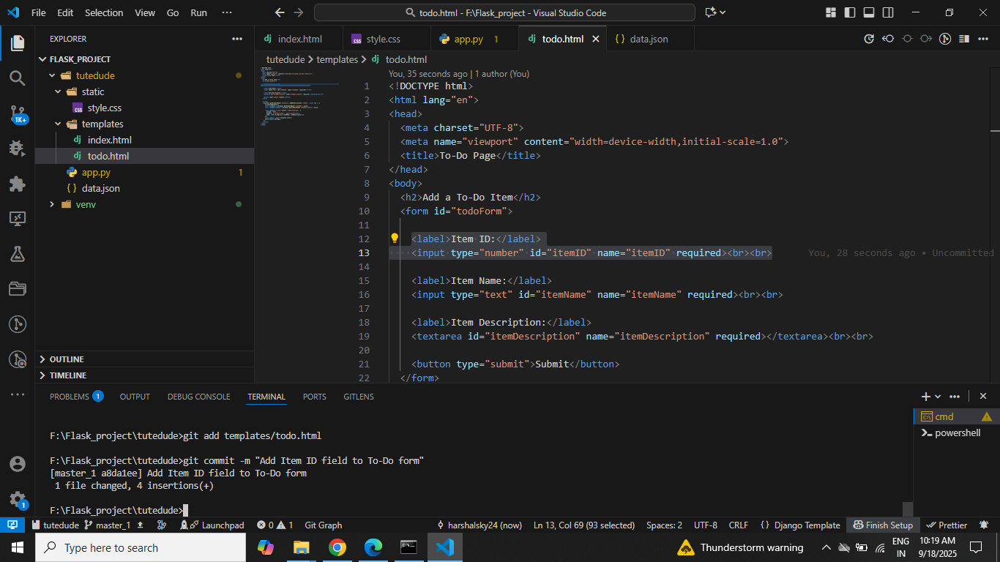 File Edit Selection View Go Run ··· todo.html - F:\Flask_project - Visual Studio Code
EXPLORER ···
FLASK_PROJECT
tutedude
static
style.css
templates
index.html
todo.html
app.py 1
data.json
venv
OUTLINE
TIMELINE
1K+
1
index.html style.css app.py 1 todo.html data.json
tutedude > templates > todo.html
You, 35 seconds ago | 1 author (You)
1 <!DOCTYPE html>
2 <html lang="en">
3 <head>
4 <meta charset="UTF-8">
5 <meta name="viewport" content="width=device-width,initial-scale=1.0">
6 <title>To-Do Page</title>
7 </head>
8 <body>
9 <h2>Add a To-Do Item</h2>
10 <form id="todoForm">
11
12 <label>Item ID:</label>
13 <input type="number" id="itemID" name="itemID" required><br><br> You, 28 seconds ago • Uncommitted
14
15 <label>Item Name:</label>
16 <input type="text" id="itemName" name="itemName" required><br><br>
17
18 <label>Item Description:</label>
19 <textarea id="itemDescription" name="itemDescription" required></textarea><br><br>
20
21 <button type="submit">Submit</button>
22 </form>
PROBLEMS 1 OUTPUT DEBUG CONSOLE TERMINAL PORTS GITLENS
F:\Flask_project\tutedude>git add templates/todo.html
F:\Flask_project\tutedude>git commit -m "Add Item ID field to To-Do form"
[master_1 a8da1ee] Add Item ID field to To-Do form
1 file changed, 4 insertions(+)
F:\Flask_project\tutedude>
cmd
powershell
tutedude master_1 Launchpad 0 1 Git Graph harshalsky24 (now) Ln 13, Col 69 (93 selected) Spaces: 2 UTF-8 CRLF {} Django Template Finish Setup Prettier
Type here to search Thunderstorm warning ENG IN 10:19 AM 9/18/2025